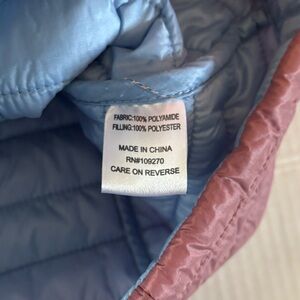 FABRIC:100% POLYAMIDE
FILLING:100% POLYESTER
MADE IN CHINA
RN#109270
CARE ON REVERSE